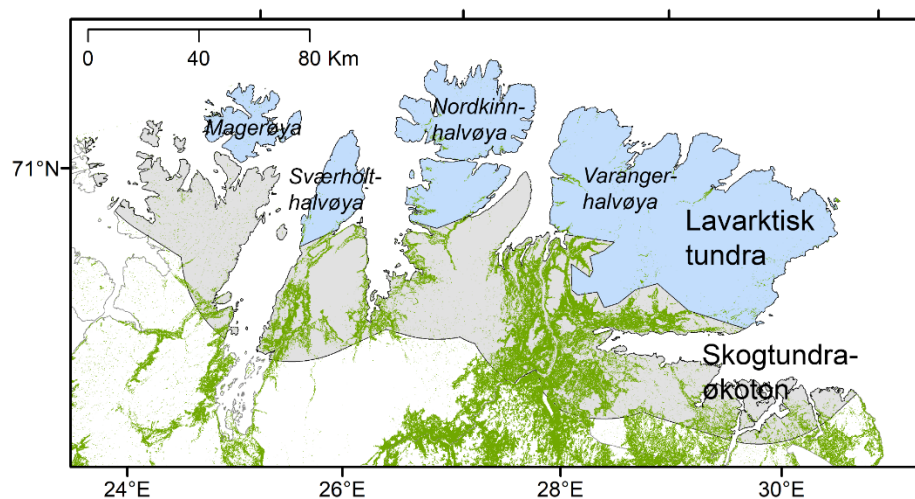 0 40 80 Km
Magerøya
Nordkinn-
halvøya
71°N
Sværholt-
halvøya
Varanger-
halvøya
Lavarktisk
tundra
Skogtundra-
økoton
24°E 26°E 28°E 30°E